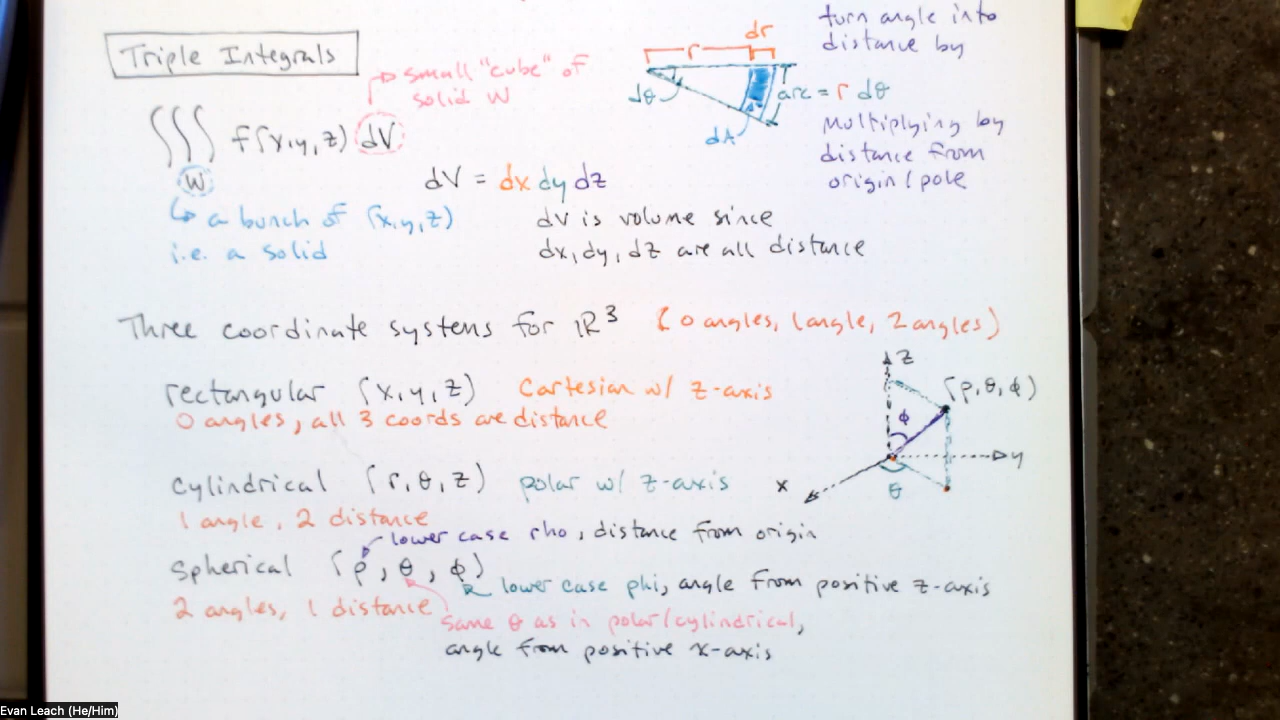 Triple Integrals
small "cube" of
solid W
∭ f(x,y,z) dV
W
a bunch of (x,y,z)
i.e. a solid
dV = dx dy dz
dV is volume since
dx, dy, dz are all distance
dr
r
dθ
arc = r dθ
dA
turn angle into
distance by
multiplying by
distance from
origin/pole
Three coordinate systems for ℝ³ (0 angles, 1 angle, 2 angles)
rectangular (x,y,z) Cartesian w/ z-axis
0 angles, all 3 coords are distance
cylindrical (r,θ,z) polar w/ z-axis
1 angle, 2 distance
lower case rho, distance from origin
spherical (ρ, θ, φ)
lower case phi, angle from positive z-axis
2 angles, 1 distance
same θ as in polar/cylindrical,
angle from positive x-axis
z
(ρ, θ, φ)
φ
y
x
θ
Evan Leach (He/Him)